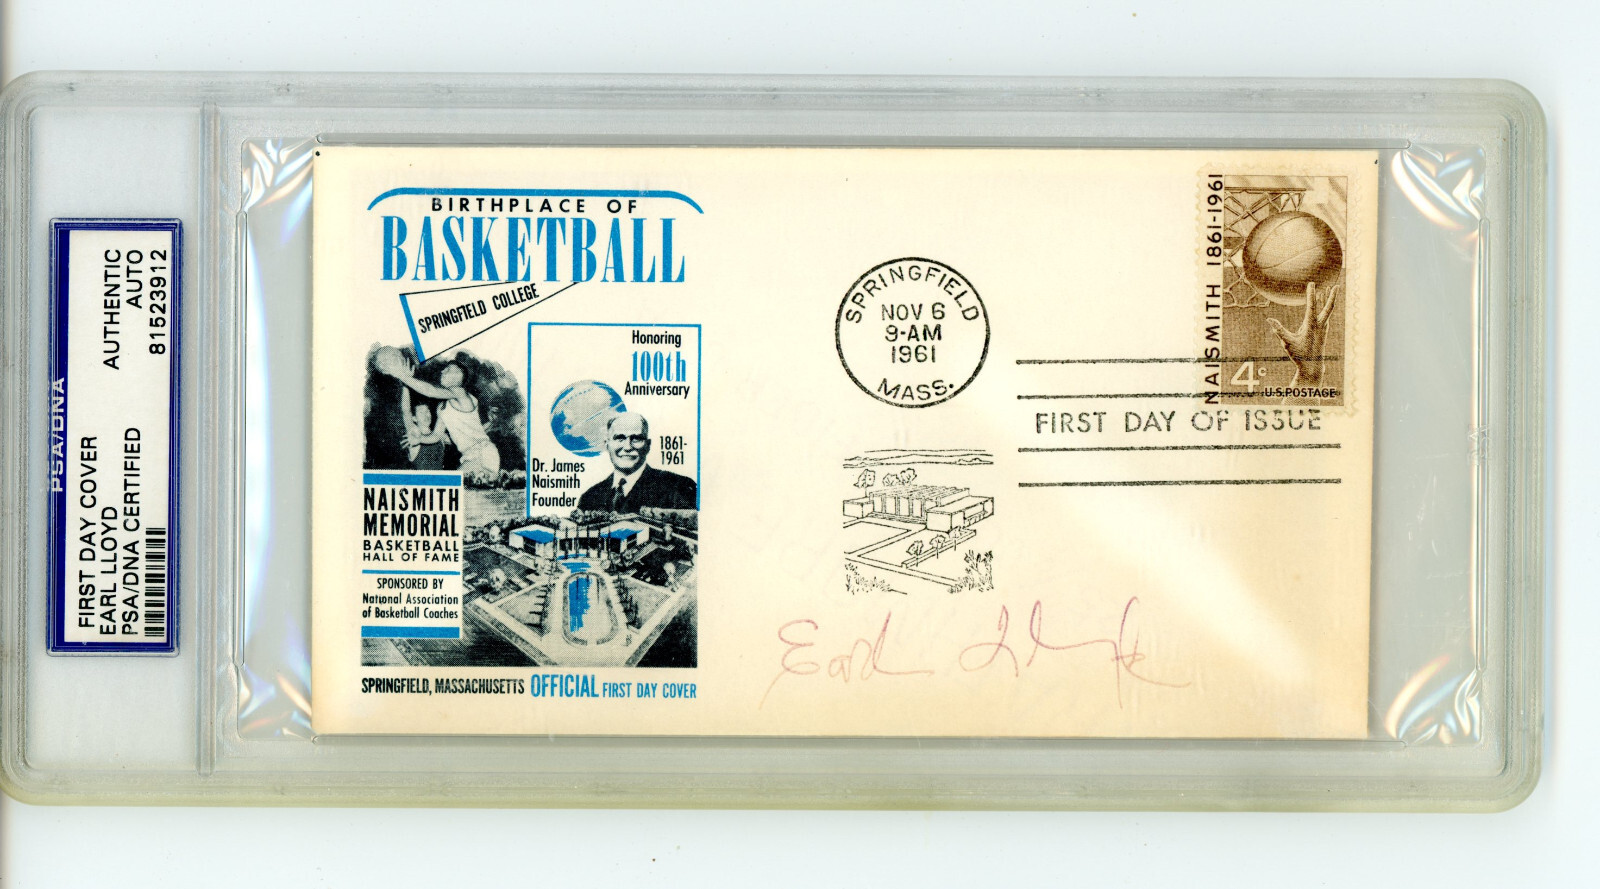 PSA/DNA
FIRST DAY COVER
EARL LLOYD
PSA/DNA CERTIFIED
AUTHENTIC
AUTO
81523912
BIRTHPLACE OF
BASKETBALL
SPRINGFIELD COLLEGE
Honoring
100th
Anniversary
1861-
1961
Dr. James
Naismith
Founder
NAISMITH
MEMORIAL
BASKETBALL
HALL OF FAME
SPONSORED BY
National Association
of Basketball Coaches
SPRINGFIELD, MASSACHUSETTS OFFICIAL FIRST DAY COVER
SPRINGFIELD
NOV 6
9-AM
1961
MASS.
NAISMITH 1861-1961
4c
U.S. POSTAGE
FIRST DAY OF ISSUE
Earl Lloyd